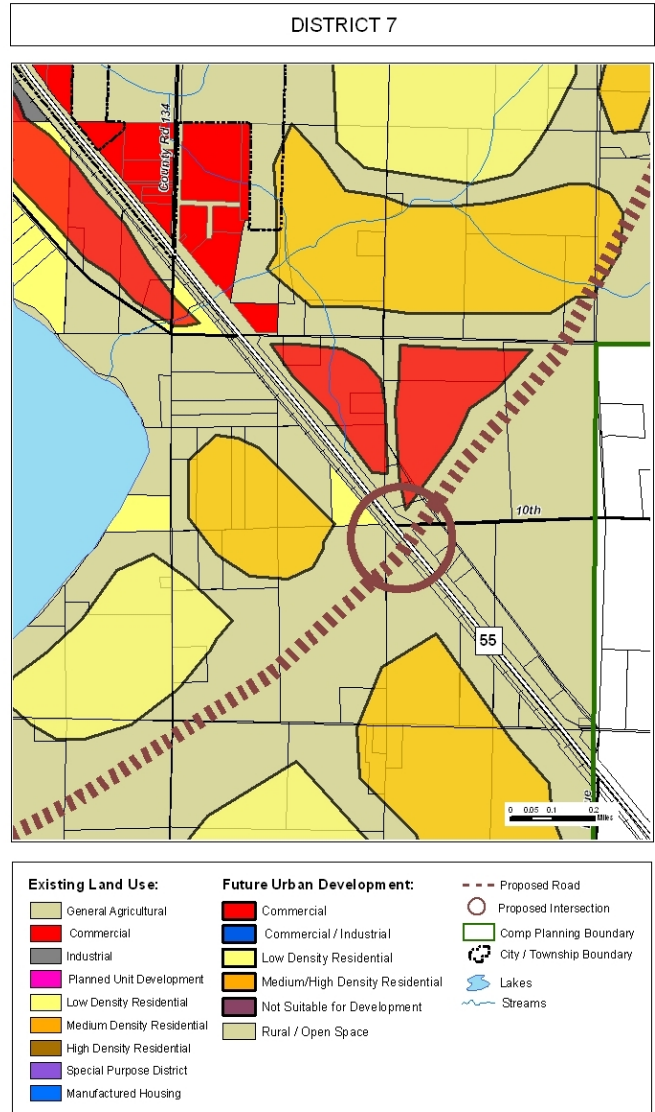 DISTRICT 7
County Rd 134
10th
55
0 0.05 0.1 0.2
Miles
Existing Land Use:
General Agricultural
Commercial
Industrial
Planned Unit Development
Low Density Residential
Medium Density Residential
High Density Residential
Special Purpose District
Manufactured Housing
Future Urban Development:
Commercial
Commercial / Industrial
Low Density Residential
Medium/High Density Residential
Not Suitable for Development
Rural / Open Space
Proposed Road
Proposed Intersection
Comp Planning Boundary
City / Township Boundary
Lakes
Streams